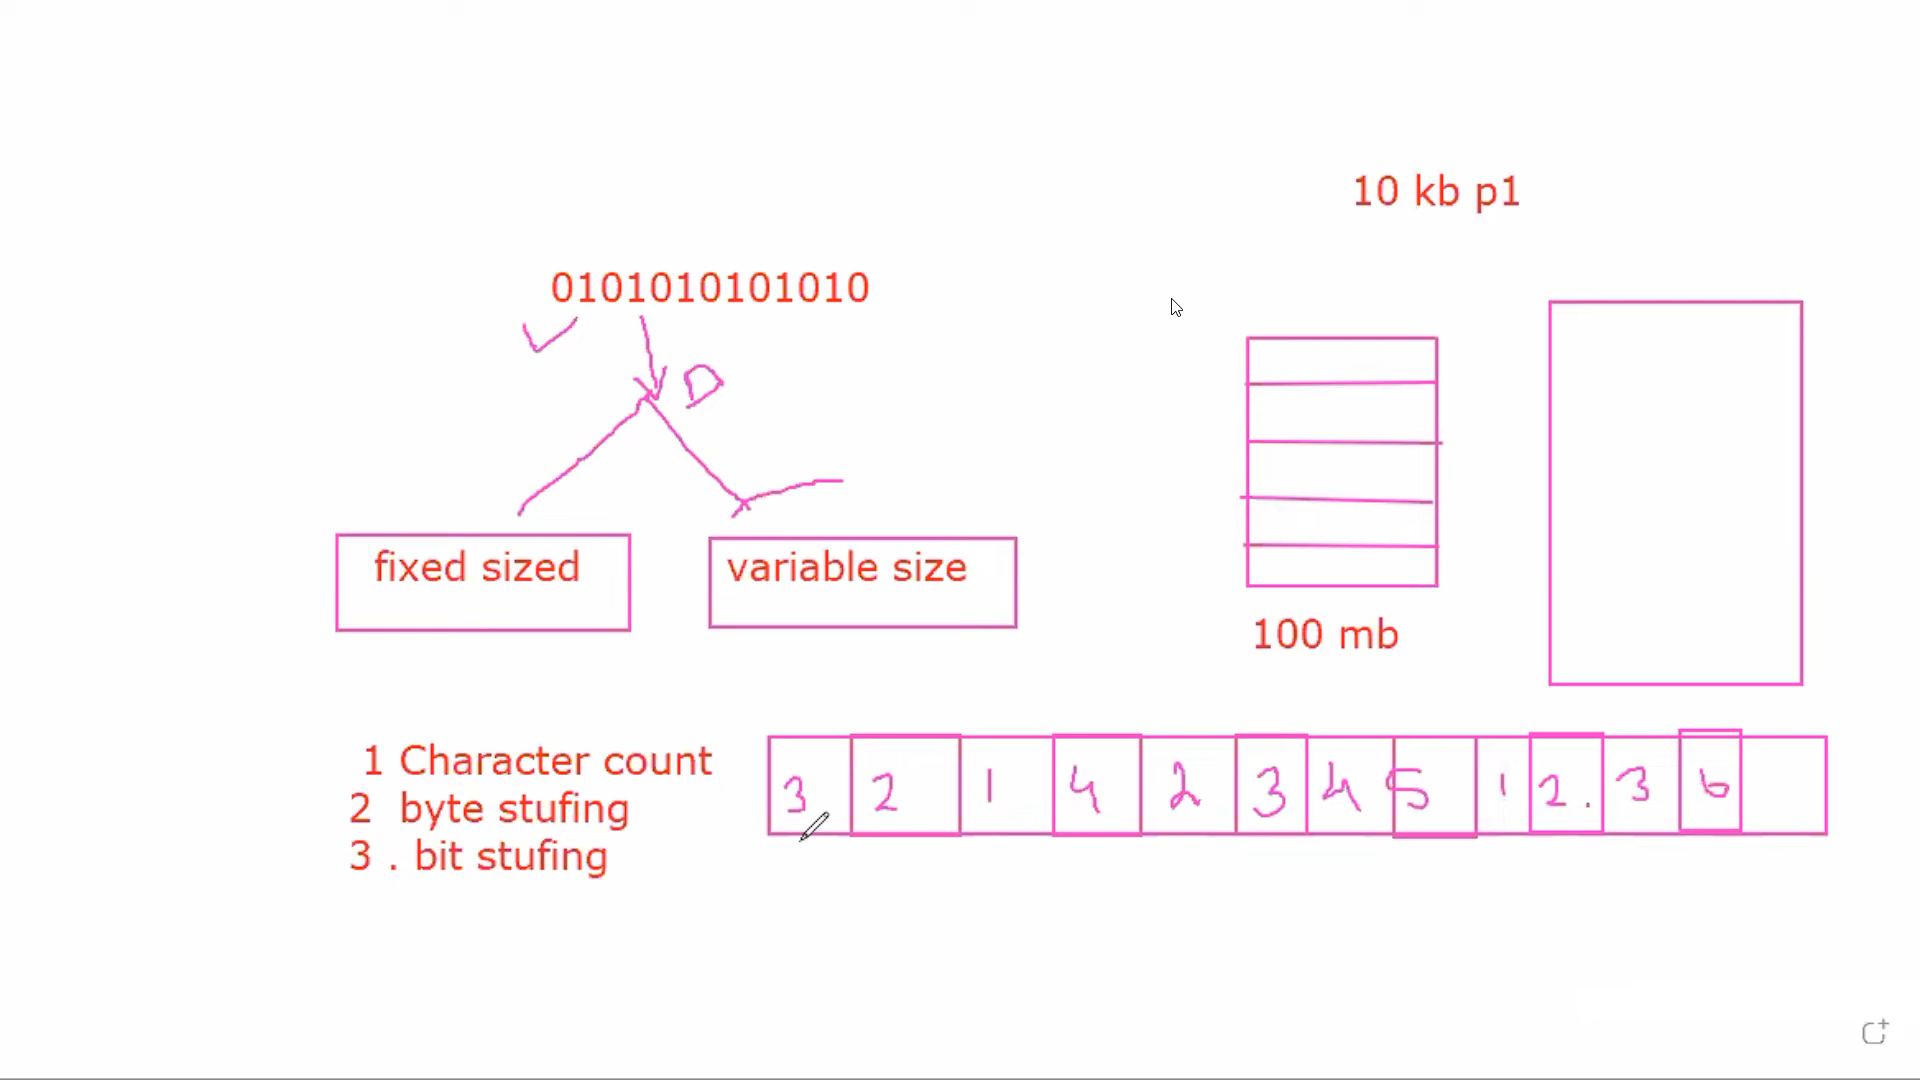 10 kb p1
0101010101010
D
fixed sized
variable size
100 mb
1 Character count
2 byte stufing
3 . bit stufing
3 2 1 4 2 3 4 5 1 2 . 3 6